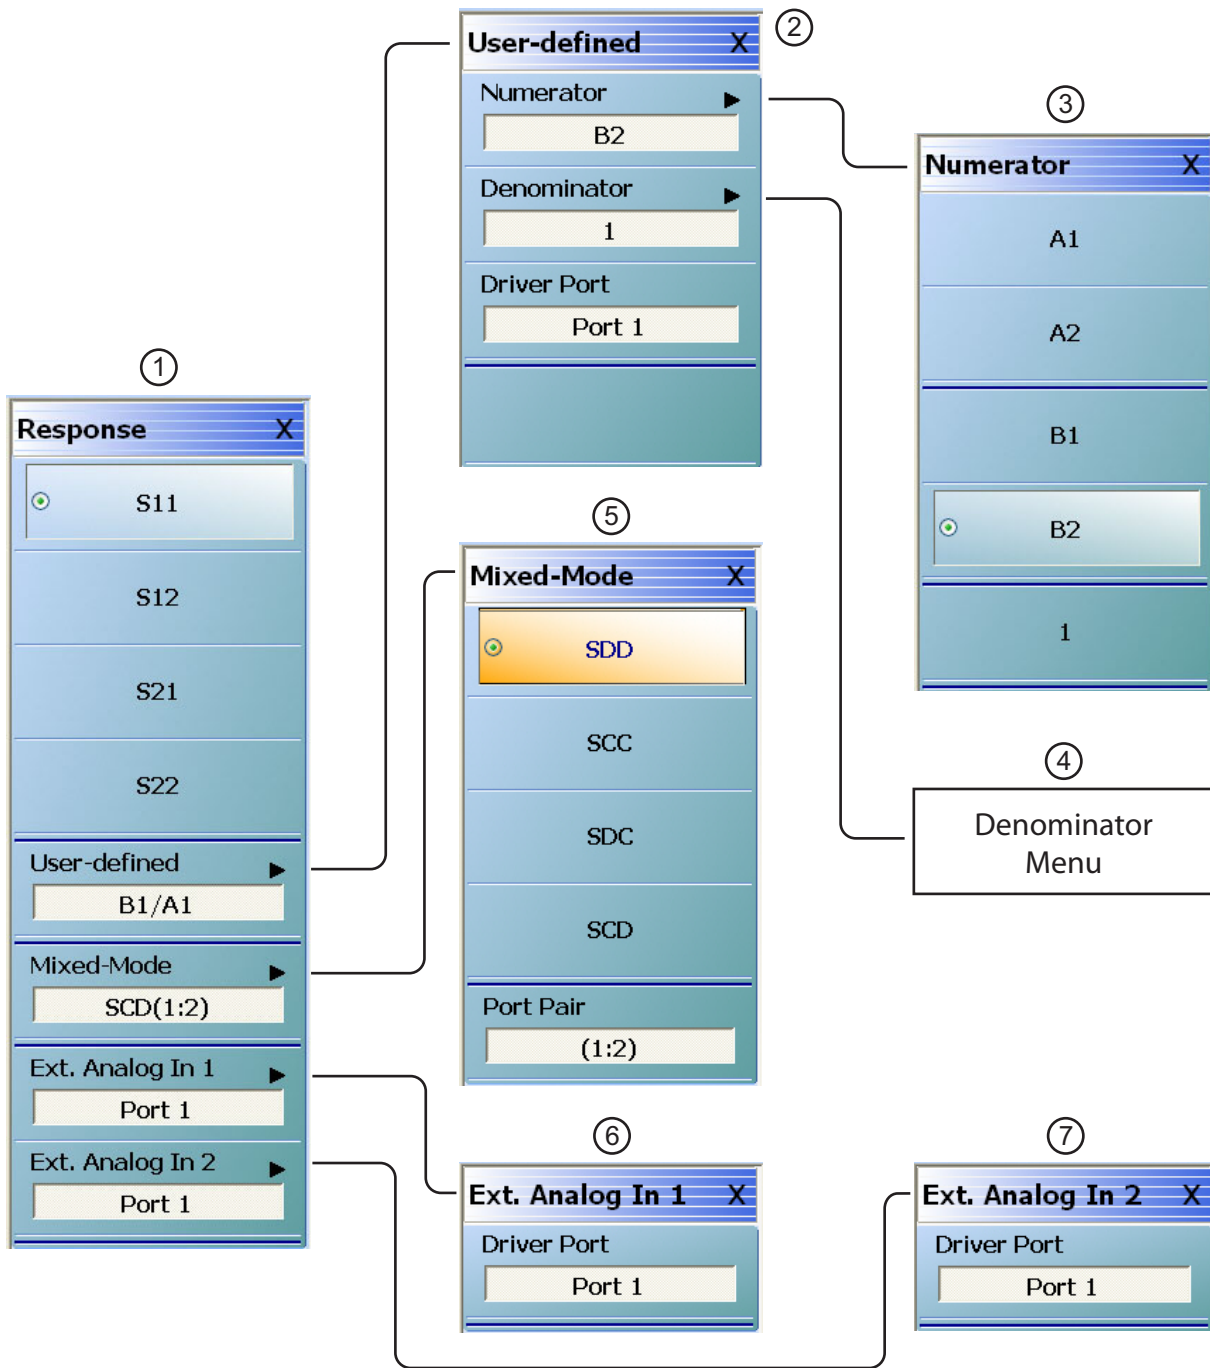 1
Response X
S11
S12
S21
S22
User-defined
B1/A1
Mixed-Mode
SCD(1:2)
Ext. Analog In 1
Port 1
Ext. Analog In 2
Port 1
2
User-defined X
Numerator
B2
Denominator
1
Driver Port
Port 1
3
Numerator X
A1
A2
B1
B2
1
4
Denominator
Menu
5
Mixed-Mode X
SDD
SCC
SDC
SCD
Port Pair
(1:2)
6
Ext. Analog In 1 X
Driver Port
Port 1
7
Ext. Analog In 2 X
Driver Port
Port 1